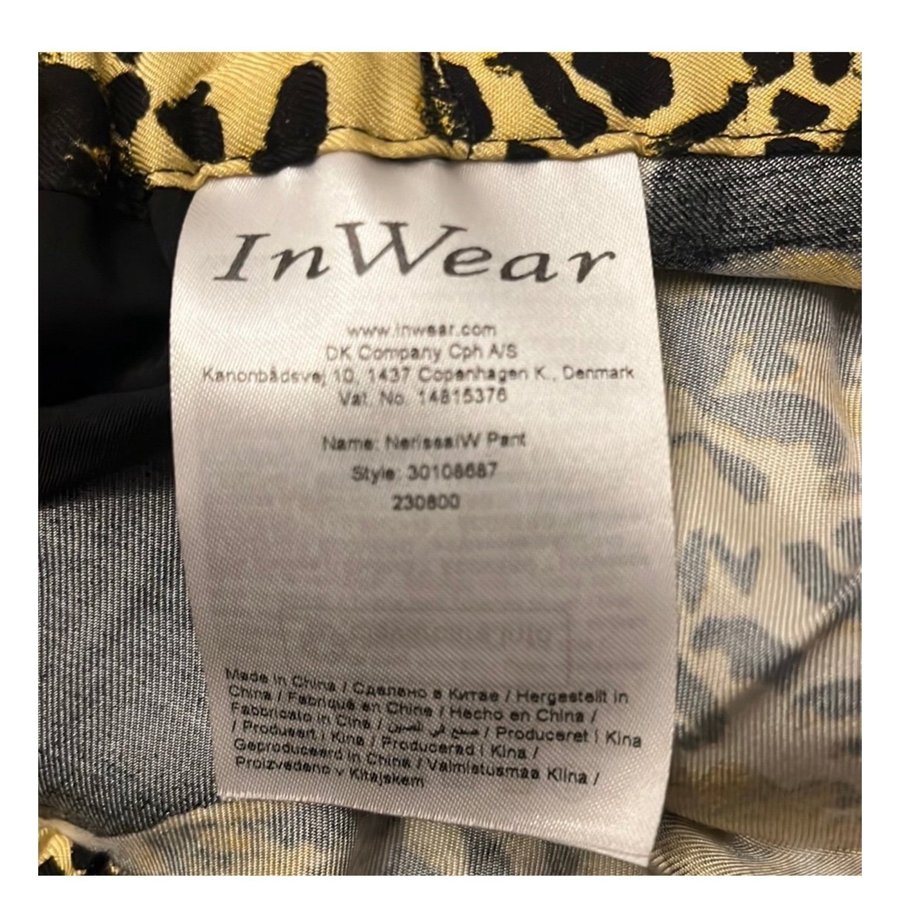 InWear
www.inwear.com
DK Company Cph A/S
Kanonbådsvej 10, 1437 Copenhagen K., Denmark
Vat. No. 14815376
Name: NerissaIW Pant
Style: 30108687
230800
Made in China / Сделано в Китае / Hergestellt in
China / Fabriqué en Chine / Hecho en China /
Fabbricato in Cina / صنع في الصين / Produceret i Kina
/ Produsert i Kina / Producerad i Kina /
Geproduceerd in China / Valmistusmaa Kiina /
Proizvedeno v Kitajskem